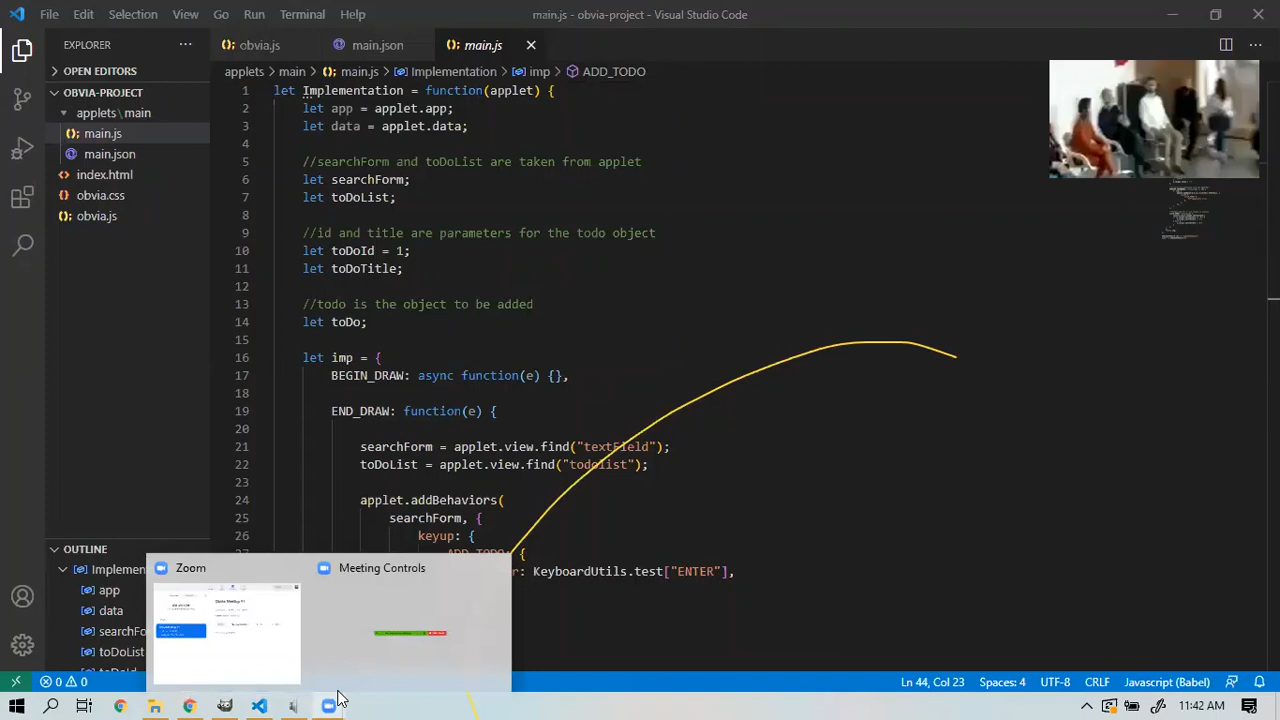 File Edit Selection View Go Run Terminal Help main.js - obvia-project - Visual Studio Code
EXPLORER
obvia.js main.json main.js
OPEN EDITORS
applets > main > main.js > Implementation > imp > ADD_TODO
OBVIA-PROJECT
applets\main
main.js
main.json
index.html
obvia.css
obvia.js
1 let Implementation = function(applet) {
2 let app = applet.app;
3 let data = applet.data;
4
5 //searchForm and toDoList are taken from applet
6 let searchForm;
7 let toDoList;
8
9 //id and title are parameters for the todo object
10 let toDoId = 1;
11 let toDoTitle;
12
13 //todo is the object to be added
14 let toDo;
15
16 let imp = {
17 BEGIN_DRAW: async function(e) {},
18
19 END_DRAW: function(e) {
20
21 searchForm = applet.view.find("textField");
22 toDoList = applet.view.find("todolist");
23
24 applet.addBehaviors(
25 searchForm, {
26 keyup: {
27 ADD_TODO: {
r: KeyboardUtils.test["ENTER"],
OUTLINE
Implemen
app
data
searchFo
toDoList
Zoom
Meeting Controls
0 0
Ln 44, Col 23 Spaces: 4 UTF-8 CRLF Javascript (Babel)
11:42 AM